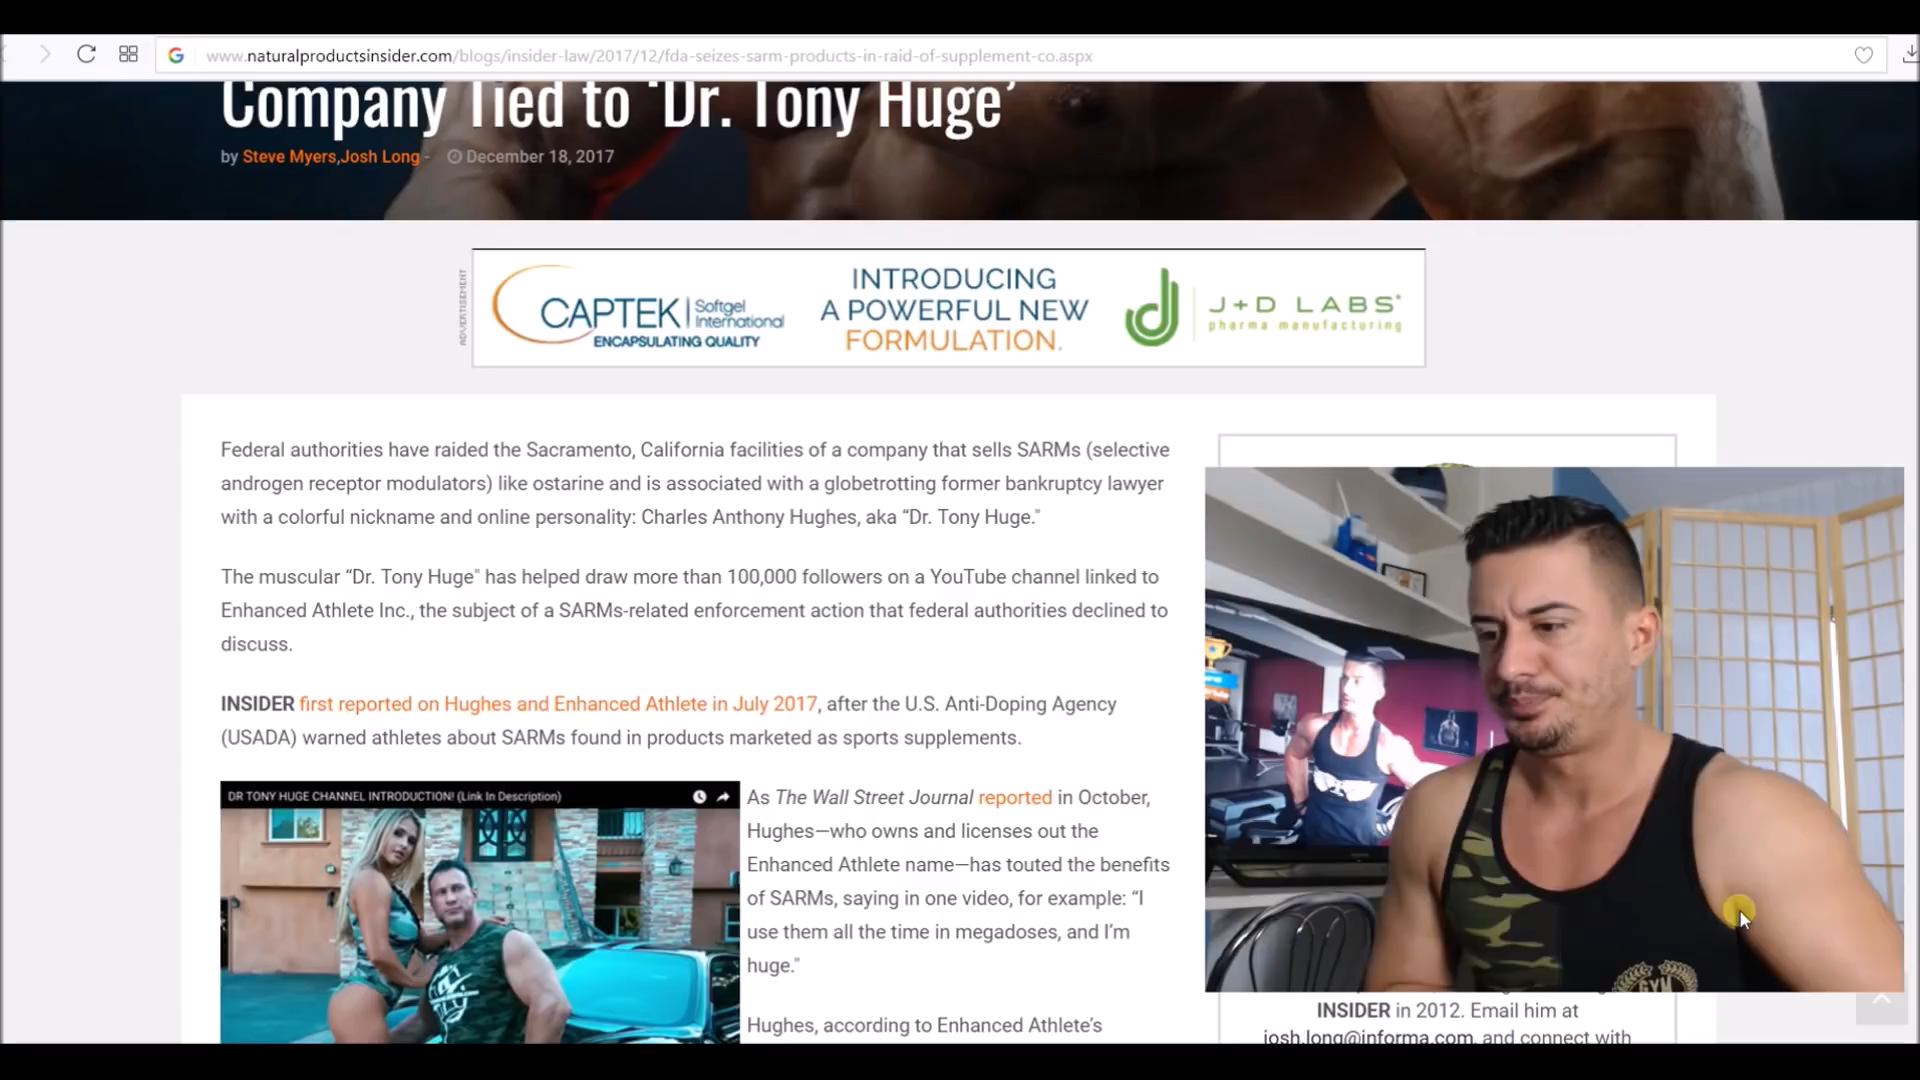 www.naturalproductsinsider.com/blogs/insider-law/2017/12/fda-seizes-sarm-products-in-raid-of-supplement-co.aspx
Company Tied to 'Dr. Tony Huge'
by Steve Myers,Josh Long - December 18, 2017
ADVERTISEMENT
CAPTEK Softgel International
ENCAPSULATING QUALITY
INTRODUCING
A POWERFUL NEW
FORMULATION.
J+D LABS
pharma manufacturing
Federal authorities have raided the Sacramento, California facilities of a company that sells SARMs (selective
androgen receptor modulators) like ostarine and is associated with a globetrotting former bankruptcy lawyer
with a colorful nickname and online personality: Charles Anthony Hughes, aka “Dr. Tony Huge."
The muscular “Dr. Tony Huge" has helped draw more than 100,000 followers on a YouTube channel linked to
Enhanced Athlete Inc., the subject of a SARMs-related enforcement action that federal authorities declined to
discuss.
INSIDER first reported on Hughes and Enhanced Athlete in July 2017, after the U.S. Anti-Doping Agency
(USADA) warned athletes about SARMs found in products marketed as sports supplements.
DR TONY HUGE CHANNEL INTRODUCTION! (Link In Description)
As The Wall Street Journal reported in October,
Hughes—who owns and licenses out the
Enhanced Athlete name—has touted the benefits
of SARMs, saying in one video, for example: “I
use them all the time in megadoses, and I’m
huge."
Hughes, according to Enhanced Athlete’s
GYM
INSIDER in 2012. Email him at
josh.long@informa.com, and connect with